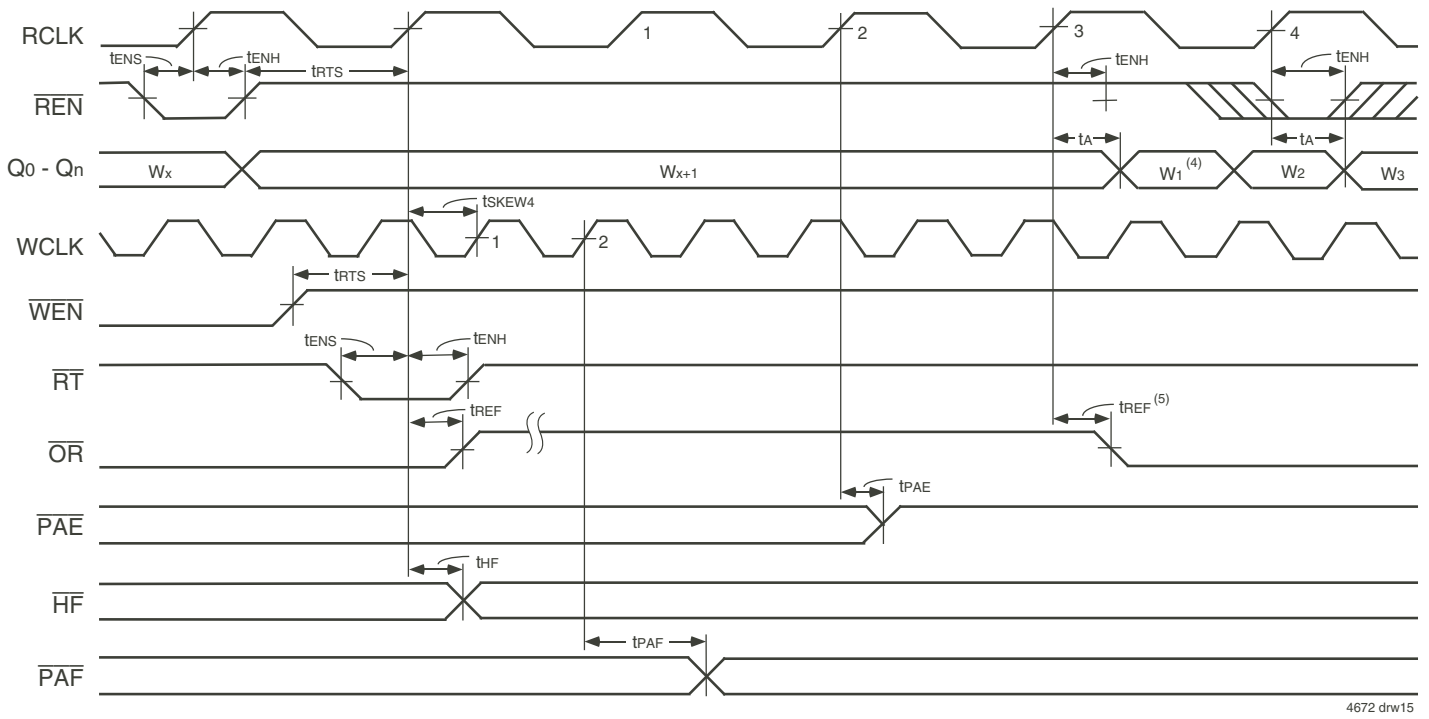 RCLK 1 2 3 4
tENS tENH tRTS tENH tENH
REN
tA tA
Q0 - Qn Wx Wx+1 W1 (4) W2 W3
tSKEW4
WCLK 1 2
tRTS
WEN
tENS tENH
RT
tREF tREF (5)
OR
tPAE
PAE
tHF
HF
tPAF
PAF
4672 drw15